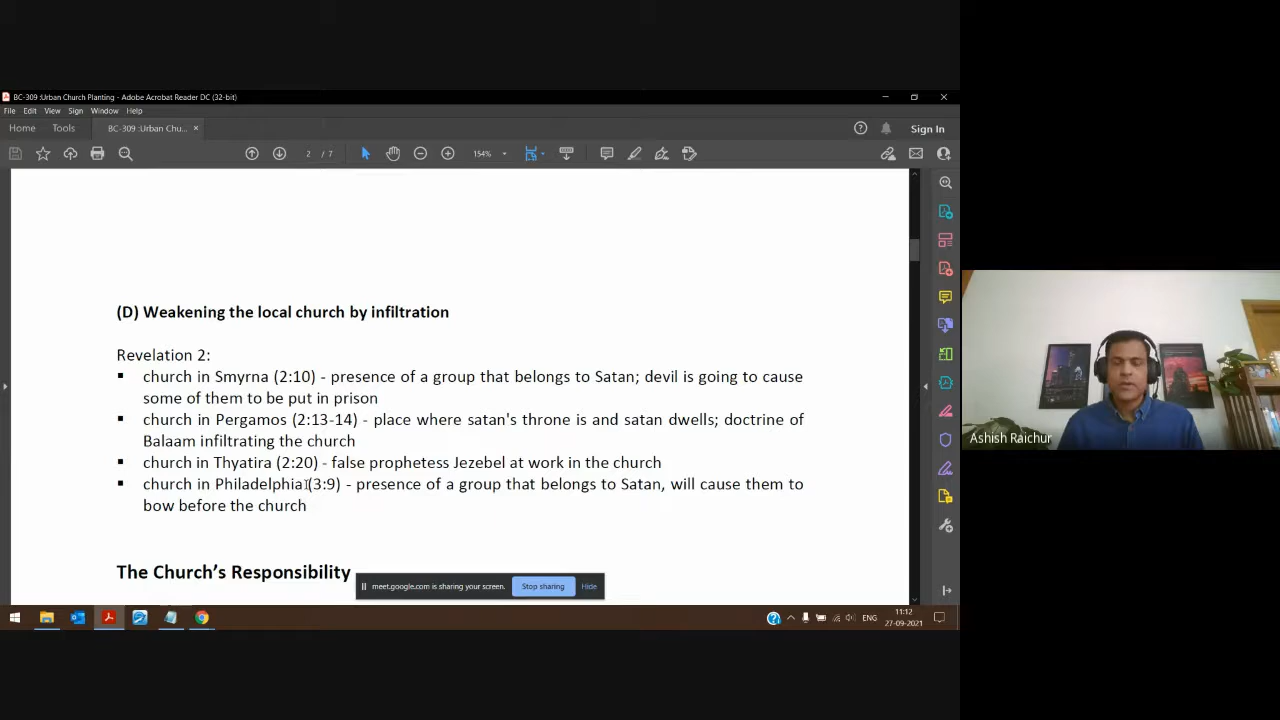 BC-309 :Urban Church Planting - Adobe Acrobat Reader DC (32-bit)
File Edit View Sign Window Help
Home Tools BC-309 :Urban Chu... × Sign In
2 / 7 154%
(D) Weakening the local church by infiltration
Revelation 2:
▪ church in Smyrna (2:10) - presence of a group that belongs to Satan; devil is going to cause
some of them to be put in prison
▪ church in Pergamos (2:13-14) - place where satan's throne is and satan dwells; doctrine of
Balaam infiltrating the church
▪ church in Thyatira (2:20) - false prophetess Jezebel at work in the church
▪ church in Philadelphia (3:9) - presence of a group that belongs to Satan, will cause them to
bow before the church
The Church's Responsibility
meet.google.com is sharing your screen. Stop sharing Hide
Ashish Raichur
ENG
11:12
27-09-2021